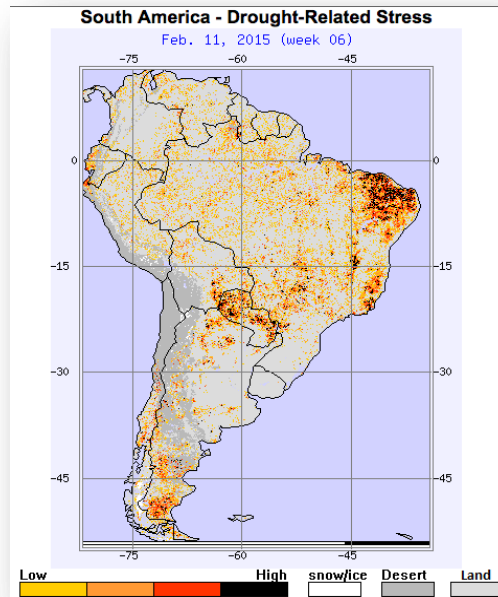 South America - Drought-Related Stress
Feb. 11, 2015 (week 06)
-75 -60 -45
0 0
-15 -15
-30 -30
-45 -45
-75 -60 -45
Low High snow/ice Desert Land